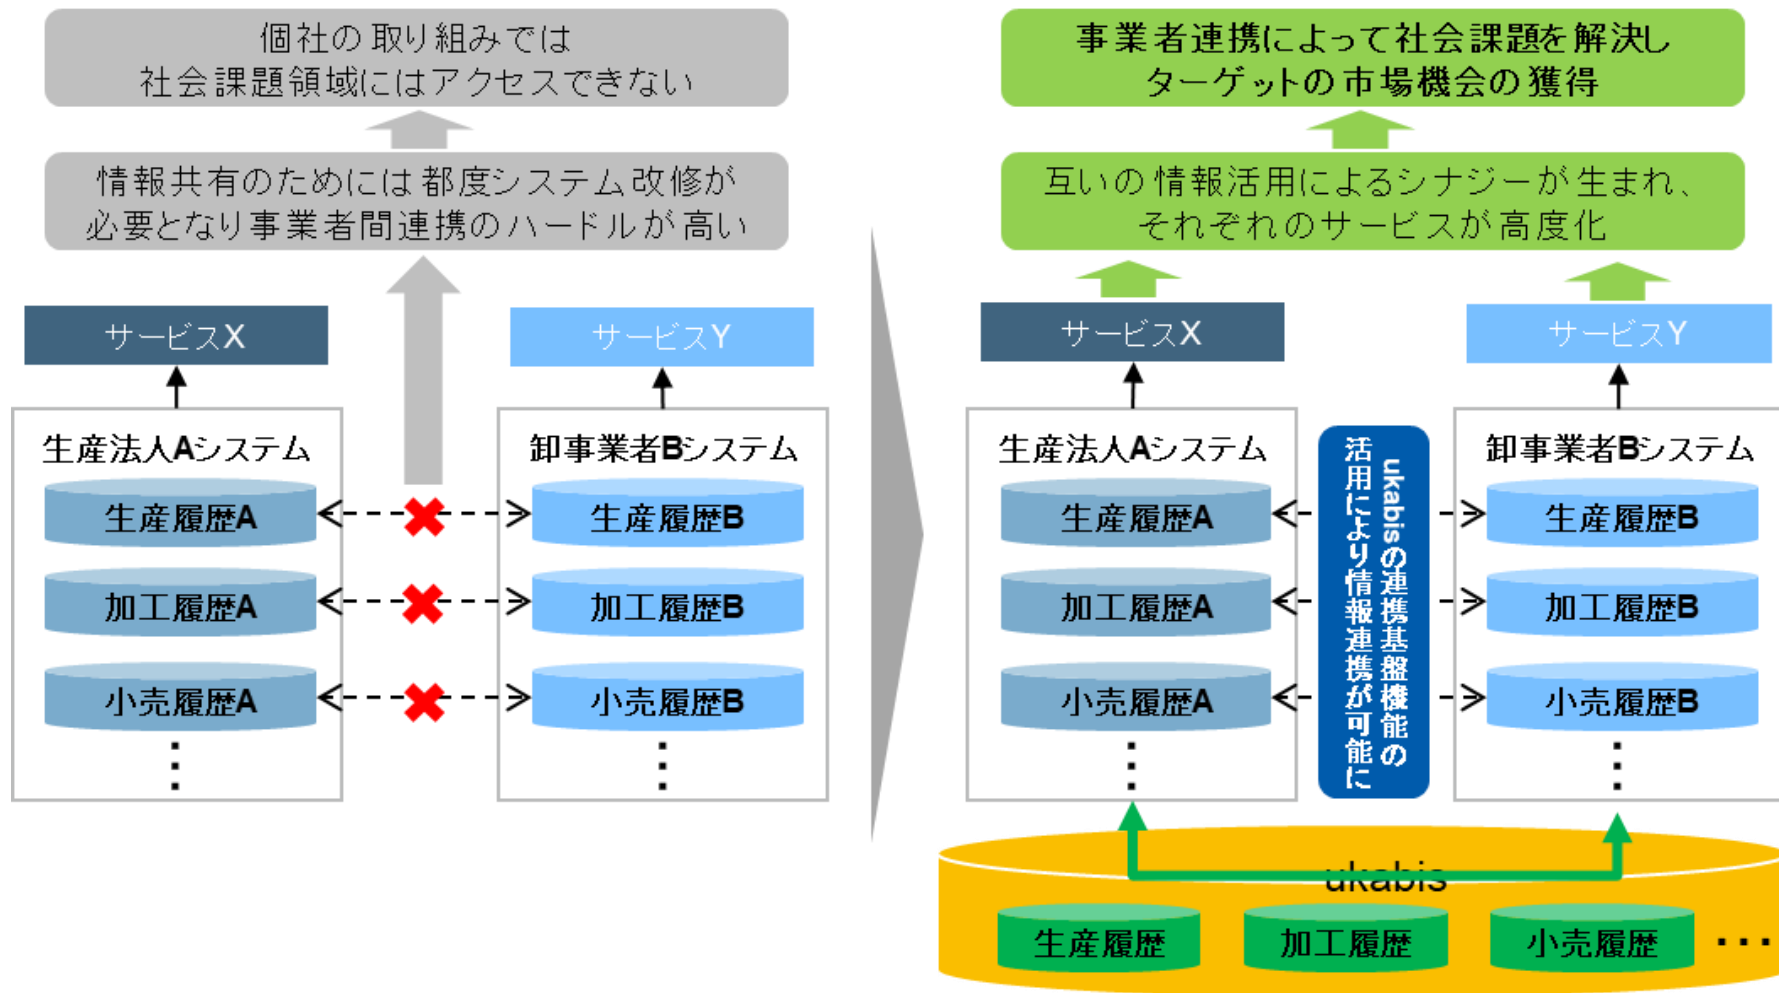 個社の取り組みでは
社会課題領域にはアクセスできない
情報共有のためには都度システム改修が
必要となり事業者間連携のハードルが高い
サービスX
サービスY
生産法人Aシステム
卸事業者Bシステム
生産履歴A
生産履歴B
加工履歴A
加工履歴B
小売履歴A
小売履歴B
事業者連携によって社会課題を解決し
ターゲットの市場機会の獲得
互いの情報活用によるシナジーが生まれ、
それぞれのサービスが高度化
サービスX
サービスY
生産法人Aシステム
卸事業者Bシステム
生産履歴A
生産履歴B
加工履歴A
加工履歴B
小売履歴A
小売履歴B
ukabisの連携基盤機能の
活用により情報連携が可能に
ukabis
生産履歴
加工履歴
小売履歴
・・・